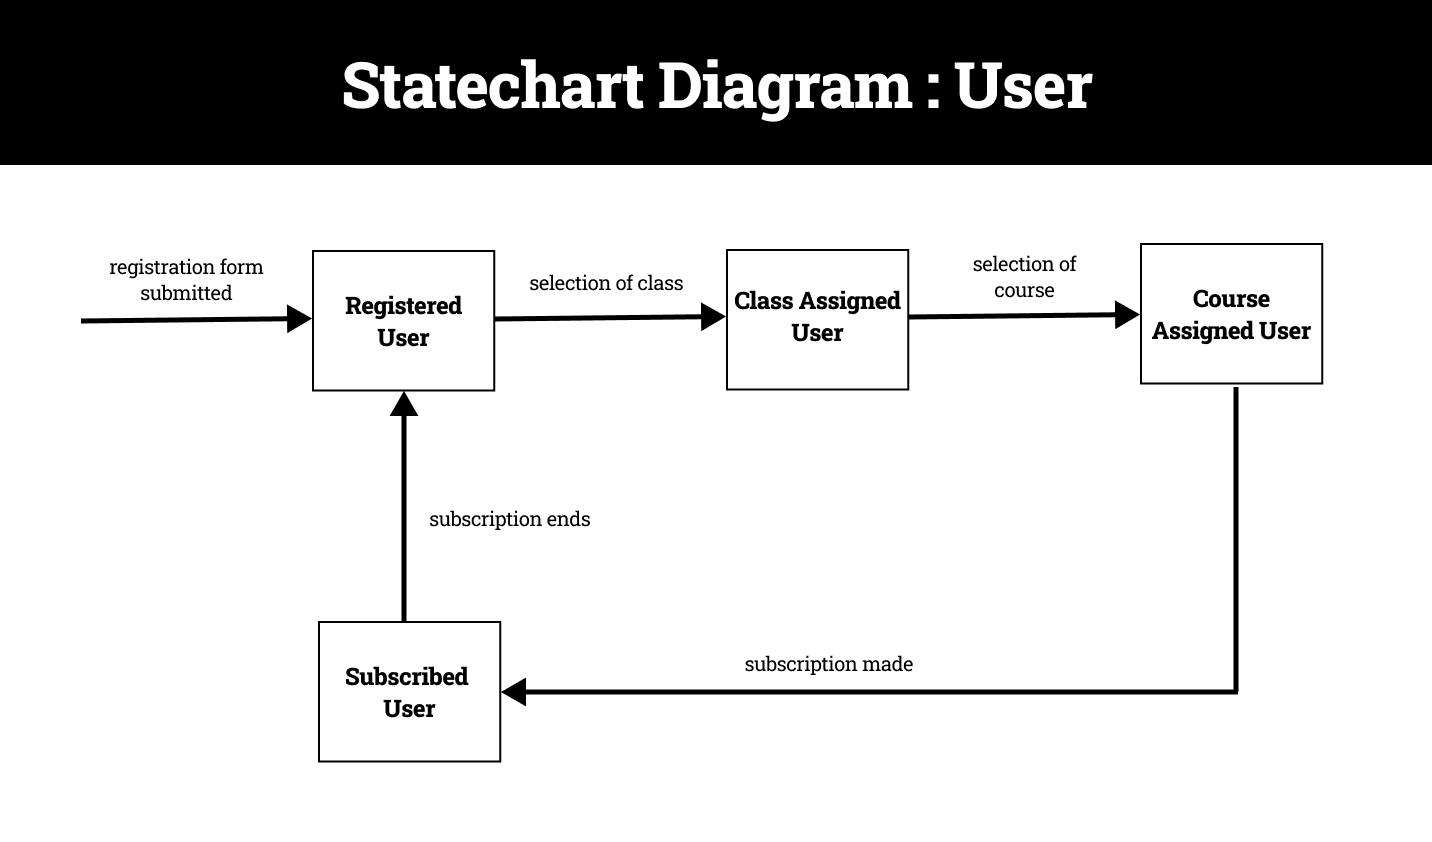 Statechart Diagram : User
registration form
submitted
Registered
User
selection of class
Class Assigned
User
selection of
course
Course
Assigned User
subscription ends
Subscribed
User
subscription made